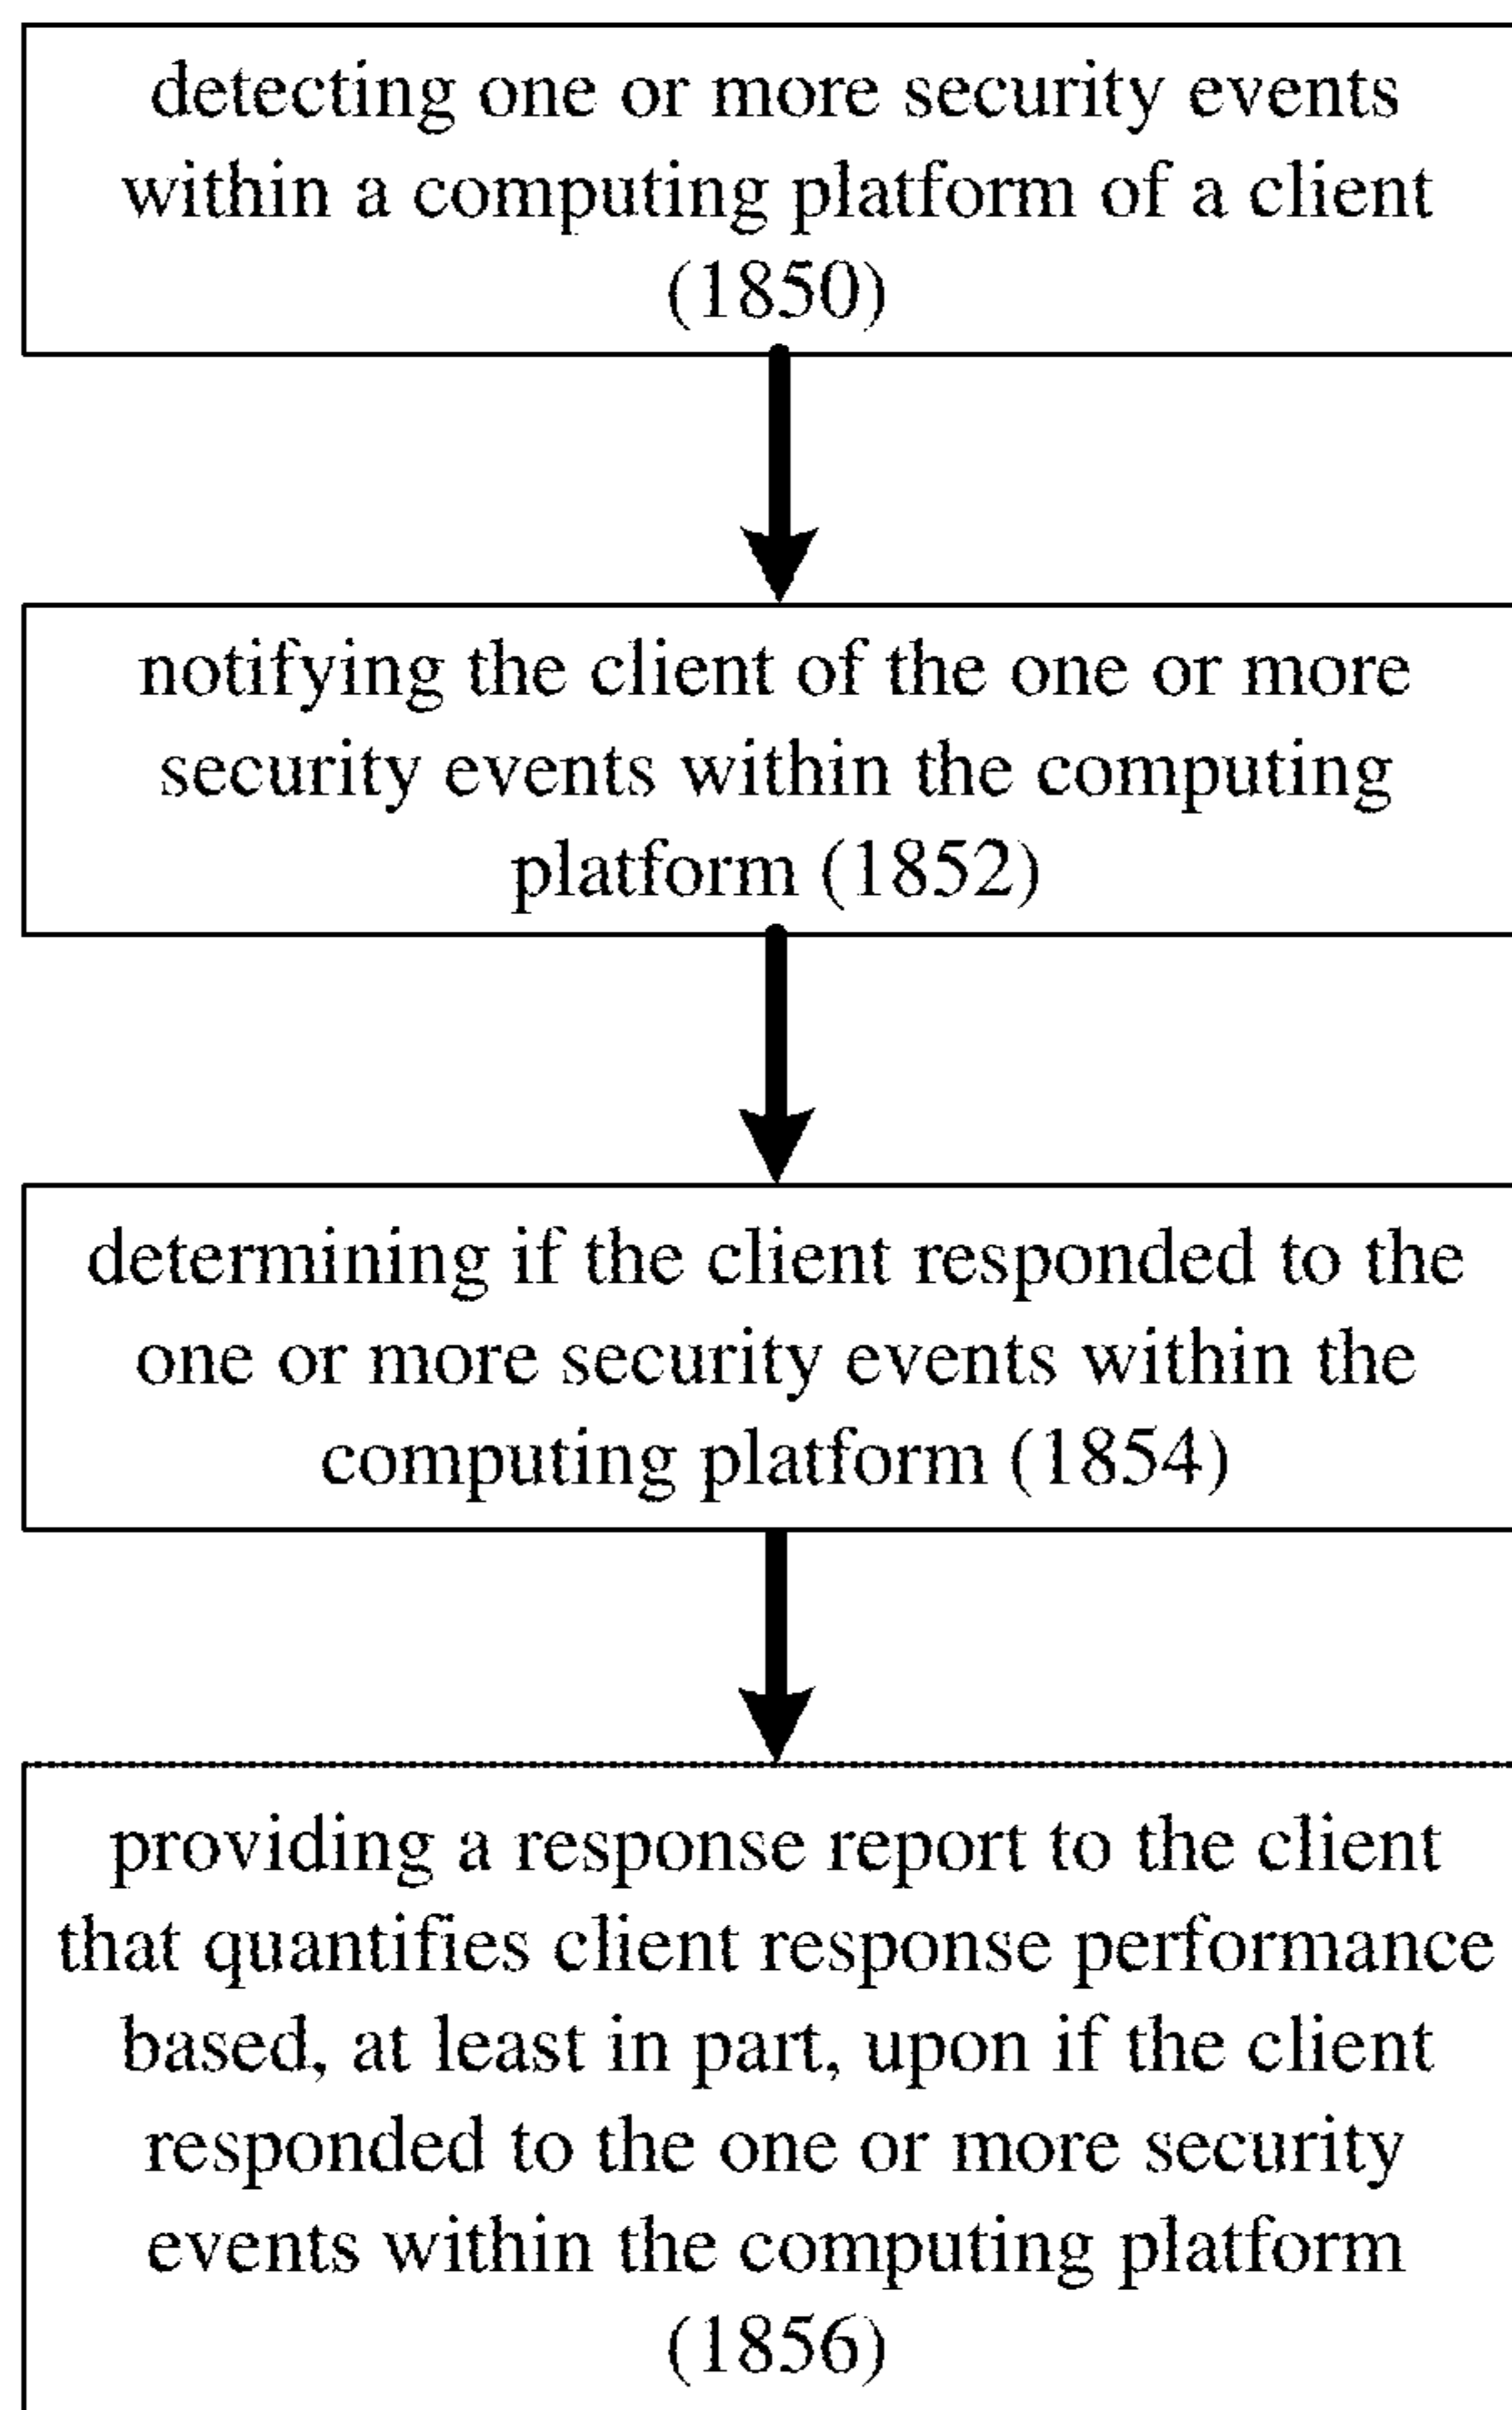 detecting one or more security events
within a computing platform of a client
(1850)
notifying the client of the one or more
security events within the computing
platform (1852)
determining if the client responded to the
one or more security events within the
computing platform (1854)
providing a response report to the client
that quantifies client response performance
based, at least in part, upon if the client
responded to the one or more security
events within the computing platform
(1856)